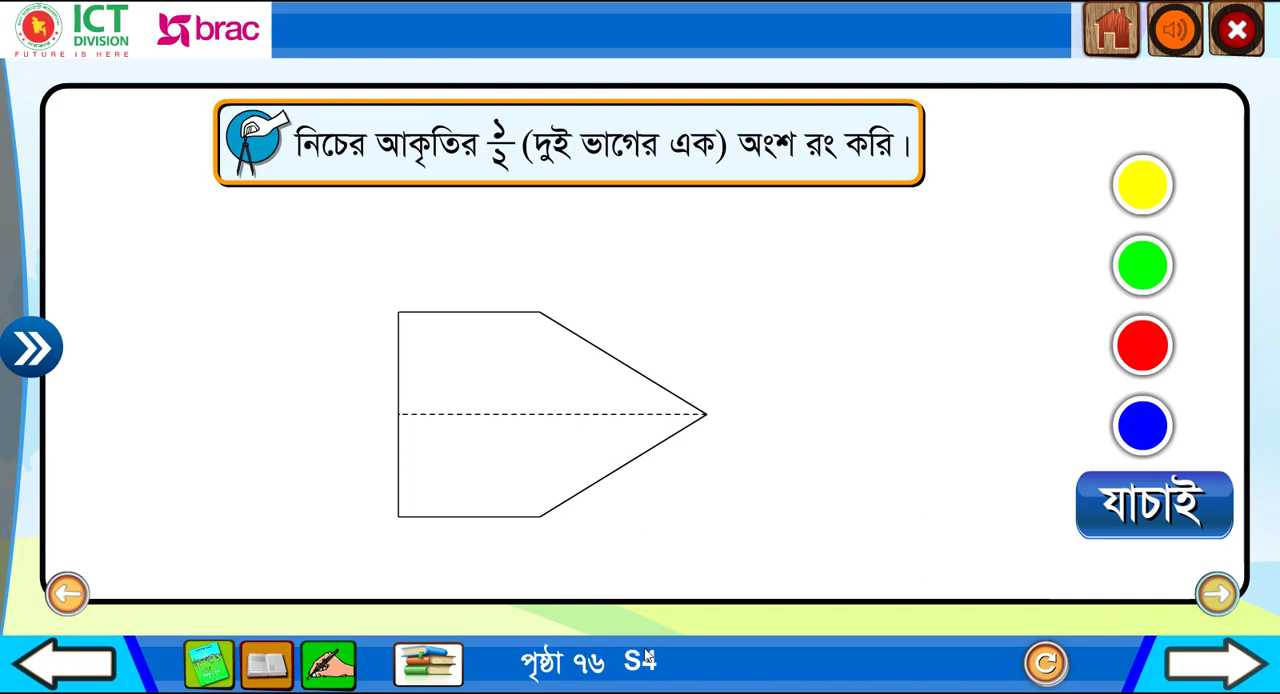 ICT
DIVISION
FUTURE IS HERE
brac
নিচের আকৃতির ১/২ (দুই ভাগের এক) অংশ রং করি।
যাচাই
পৃষ্ঠা ৭৬ S4